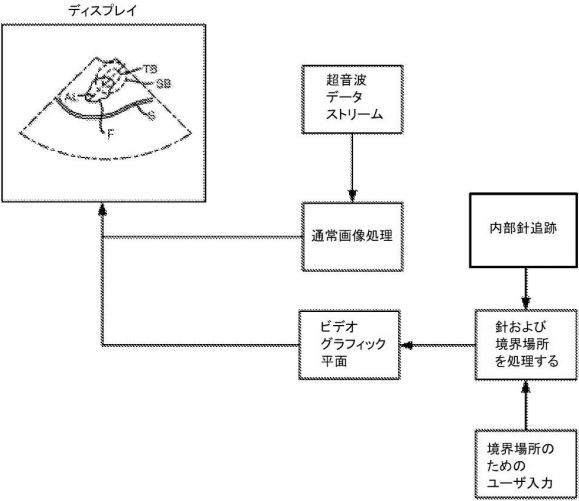 ディスプレイ
TB
SB
AL
S
F
超音波
データ
ストリーム
通常画像処理
内部針追跡
ビデオ
グラフィック
平面
針および
境界場所
を処理する
境界場所の
ための
ユーザ入力